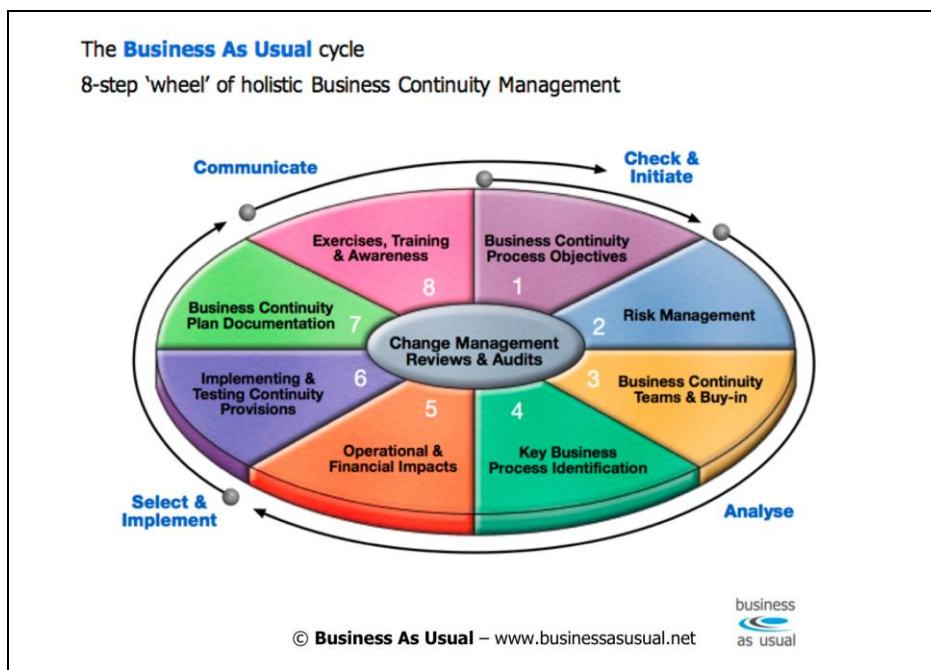 The Business As Usual cycle
8-step ‘wheel’ of holistic Business Continuity Management
Communicate
Check &
Initiate
Exercises, Training
& Awareness
8
Business Continuity
Process Objectives
1
Business Continuity
Plan Documentation
7
2
Risk Management
Change Management
Reviews & Audits
Implementing &
Testing Continuity
Provisions
6
3
Business Continuity
Teams & Buy-in
5
Operational &
Financial Impacts
4
Key Business
Process Identification
Select &
Implement
Analyse
© Business As Usual – www.businessasusual.net
business
as usual